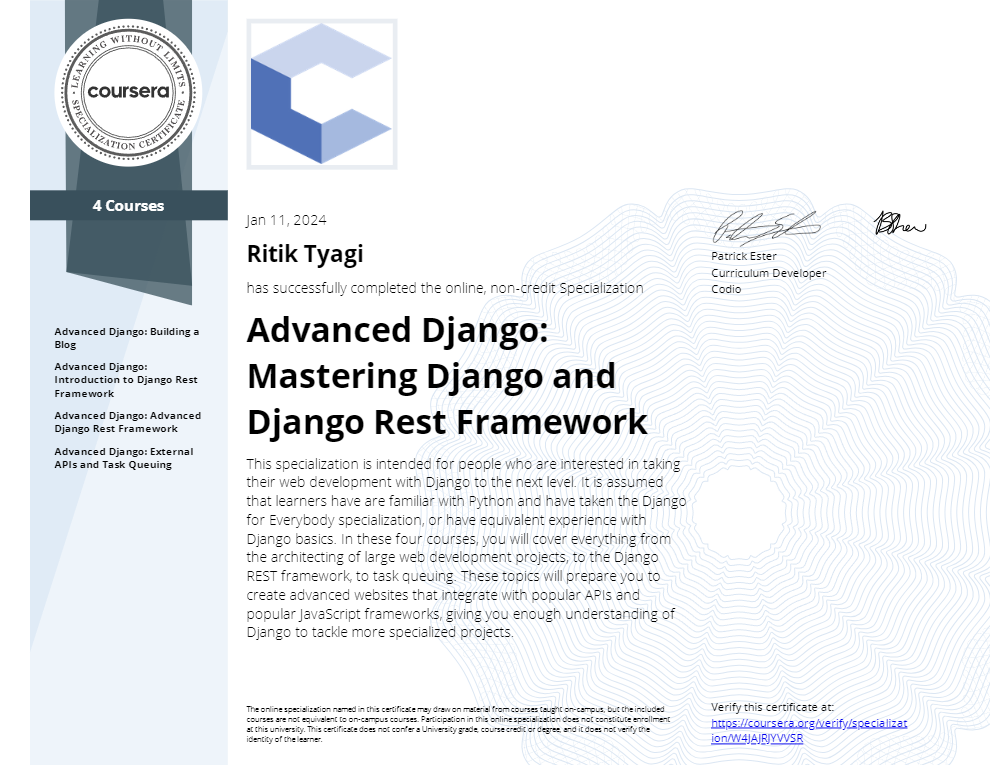 LEARNING WITHOUT LIMITS
coursera
SPECIALIZATION CERTIFICATE
4 Courses
Advanced Django: Building a
Blog
Advanced Django:
Introduction to Django Rest
Framework
Advanced Django: Advanced
Django Rest Framework
Advanced Django: External
APIs and Task Queuing
Jan 11, 2024
Ritik Tyagi
has successfully completed the online, non-credit Specialization
Advanced Django:
Mastering Django and
Django Rest Framework
This specialization is intended for people who are interested in taking
their web development with Django to the next level. It is assumed
that learners have are familiar with Python and have taken the Django
for Everybody specialization, or have equivalent experience with
Django basics. In these four courses, you will cover everything from
the architecting of large web development projects, to the Django
REST framework, to task queuing. These topics will prepare you to
create advanced websites that integrate with popular APIs and
popular JavaScript frameworks, giving you enough understanding of
Django to tackle more specialized projects.
The online specialization named in this certificate may draw on material from courses taught on-campus, but the included
courses are not equivalent to on-campus courses. Participation in this online specialization does not constitute enrollment
at this university. This certificate does not confer a University grade, course credit or degree, and it does not verify the
identity of the learner.
Patrick Ester
Curriculum Developer
Codio
Verify this certificate at:
https://coursera.org/verify/specializat
ion/W4JAJRJYVVSR